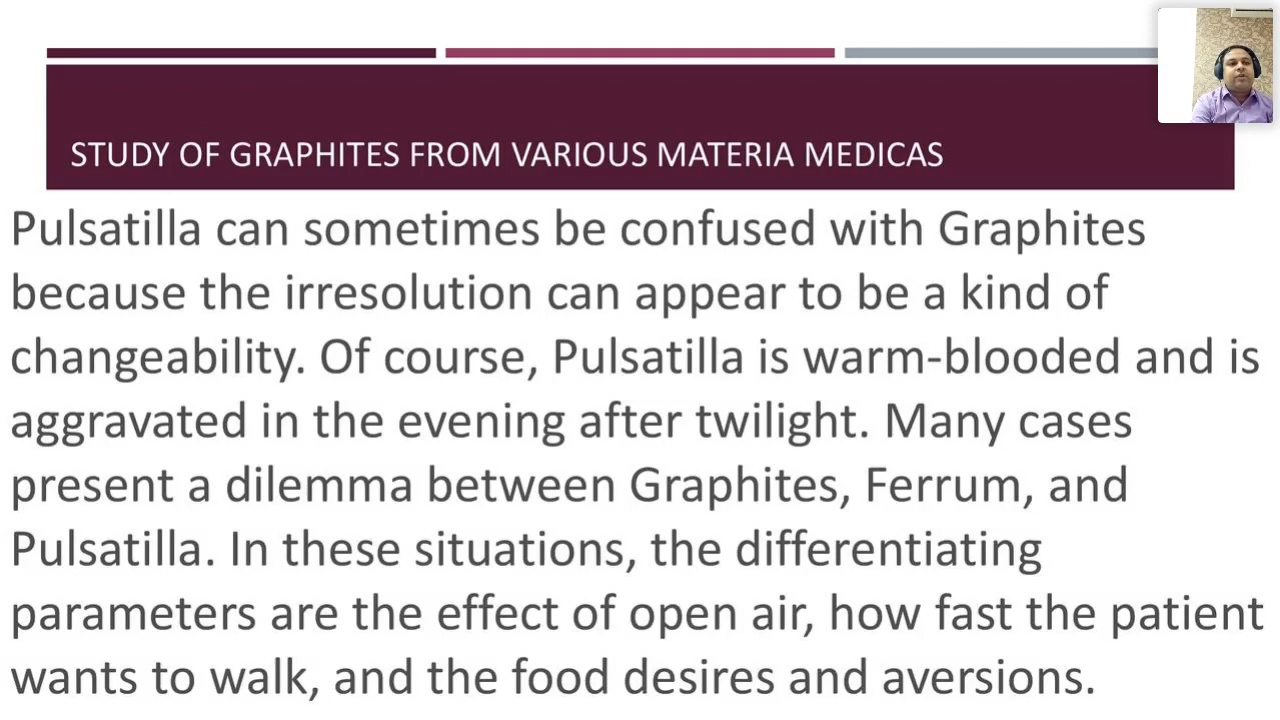 STUDY OF GRAPHITES FROM VARIOUS MATERIA MEDICAS
Pulsatilla can sometimes be confused with Graphites
because the irresolution can appear to be a kind of
changeability. Of course, Pulsatilla is warm-blooded and is
aggravated in the evening after twilight. Many cases
present a dilemma between Graphites, Ferrum, and
Pulsatilla. In these situations, the differentiating
parameters are the effect of open air, how fast the patient
wants to walk, and the food desires and aversions.